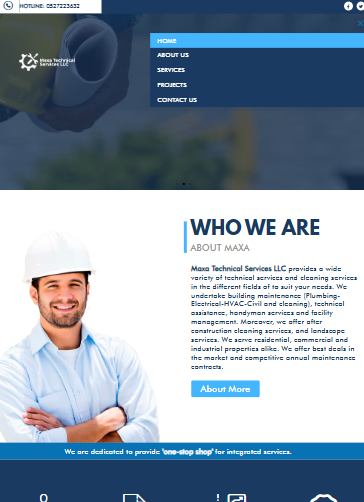 HOTLINE: 0527223632
HOME
Maxa Technical
Services LLC
ABOUT US
SERVICES
PROJECTS
CONTACT US
WHO WE ARE
ABOUT MAXA
Maxa Technical Services LLC provides a wide
variety of technical services and cleaning services
in the different fields of to suit your needs. We
undertake building maintenance (Plumbing-
Electrical-HVAC-Civil and cleaning), technical
assistance, handyman services and facility
management. Moreover, we offer after
construction cleaning services, and landscape
services. We serve residential, commercial and
industrial properties alike. We offer best deals in
the market and competitive annual maintenance
contracts.
About More
We are dedicated to provide 'one-stop shop' for integrated services.